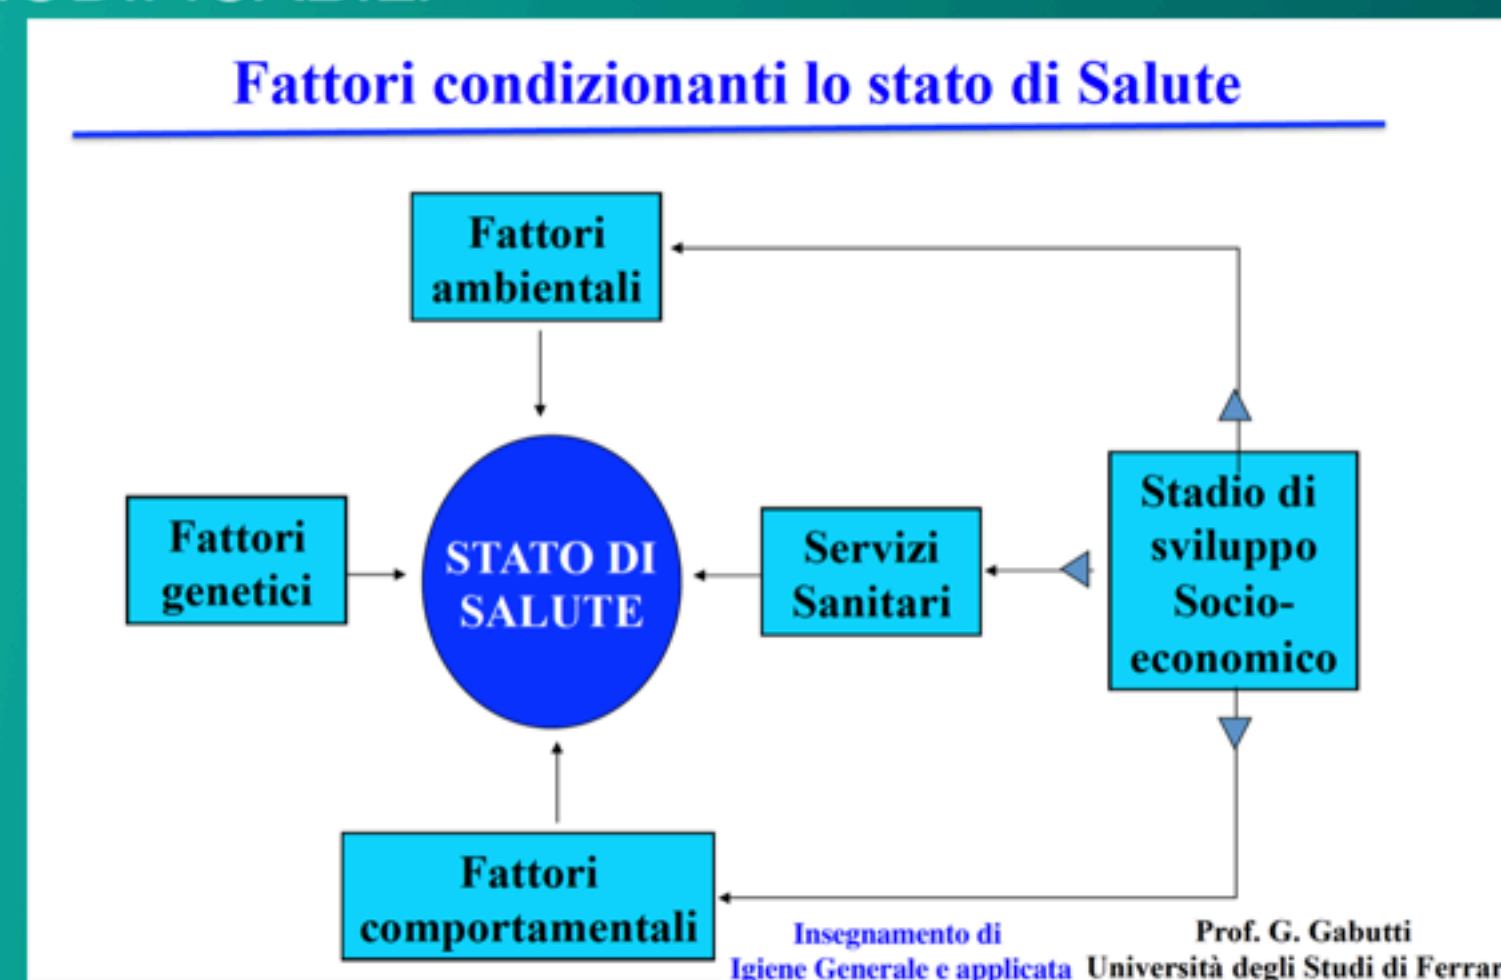 Fattori condizionanti lo stato di Salute
Fattori
ambientali
Fattori
genetici
STATO DI
SALUTE
Servizi
Sanitari
Stadio di
sviluppo
Socio-
economico
Fattori
comportamentali
Insegnamento di
Igiene Generale e applicata
Prof. G. Gabutti
Università degli Studi di Ferrar